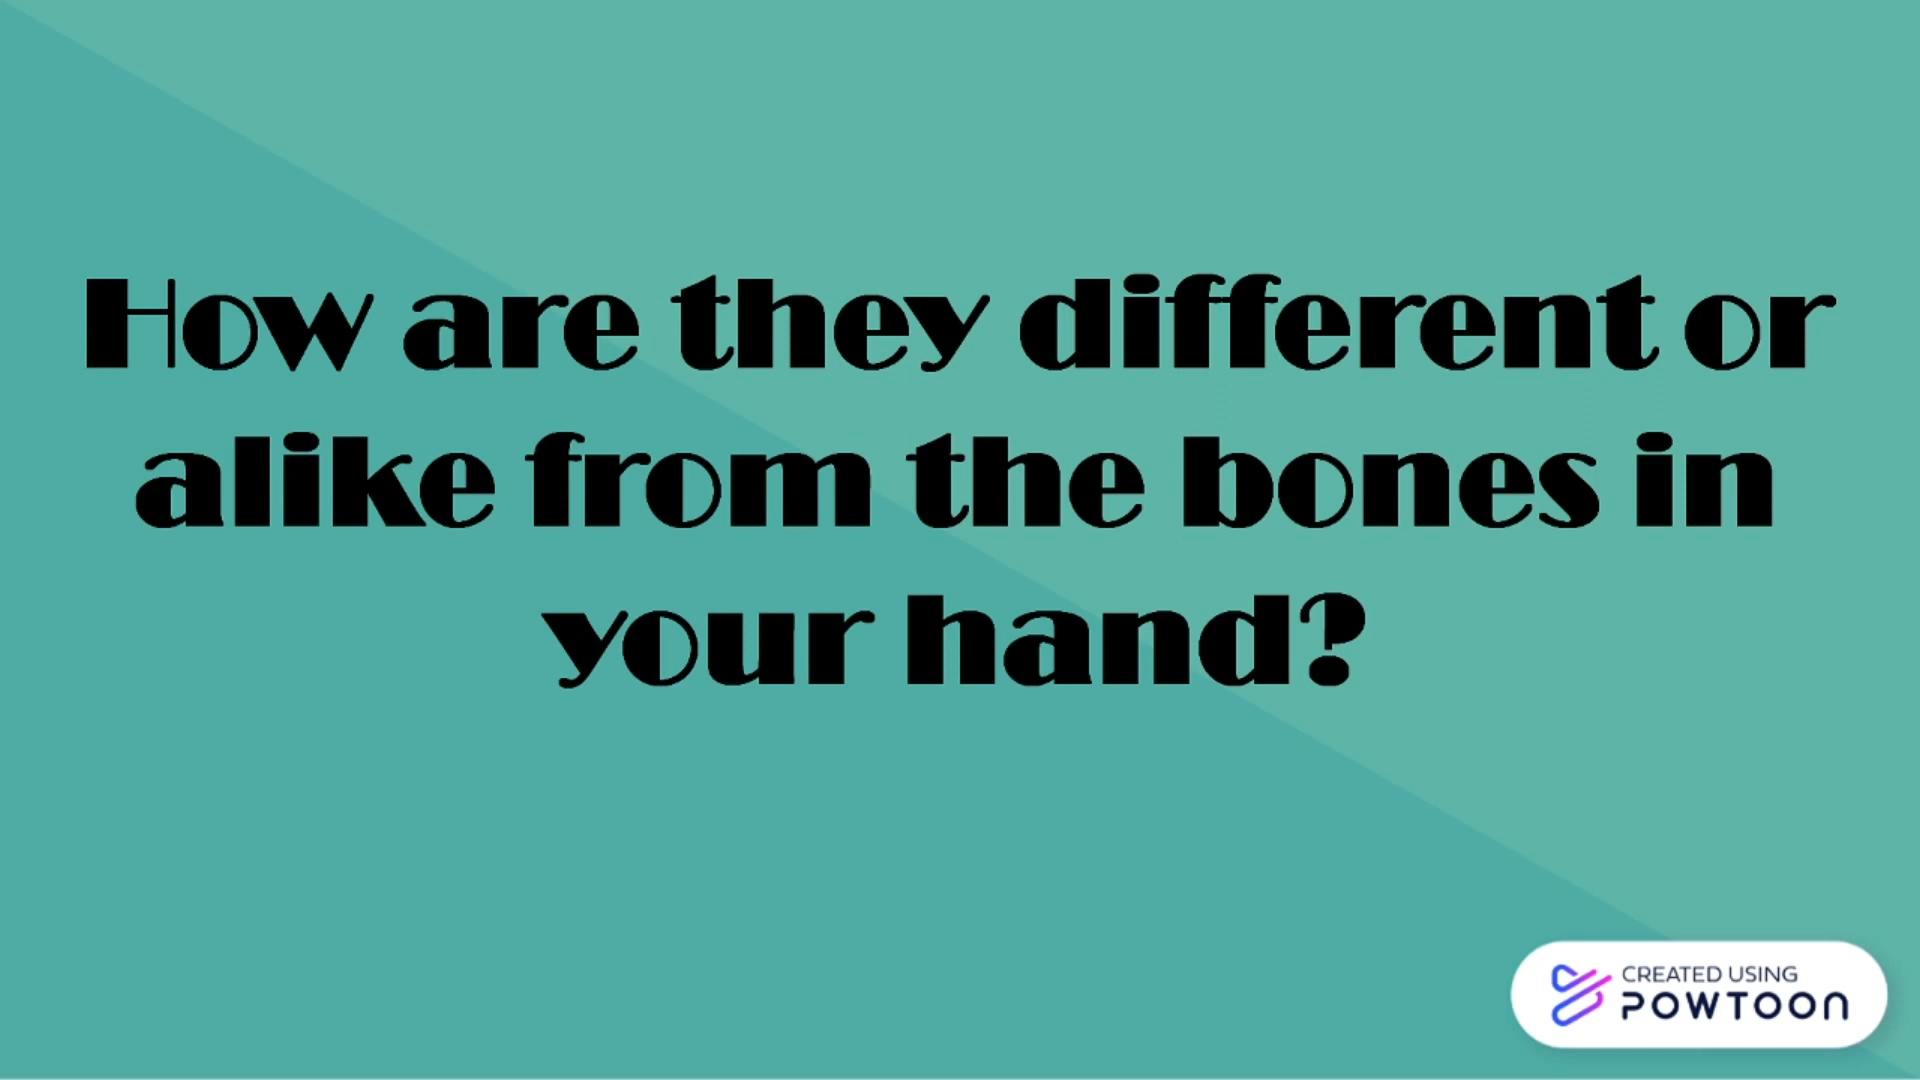 How are they different or
alike from the bones in
your hand?
CREATED USING
POWTOON